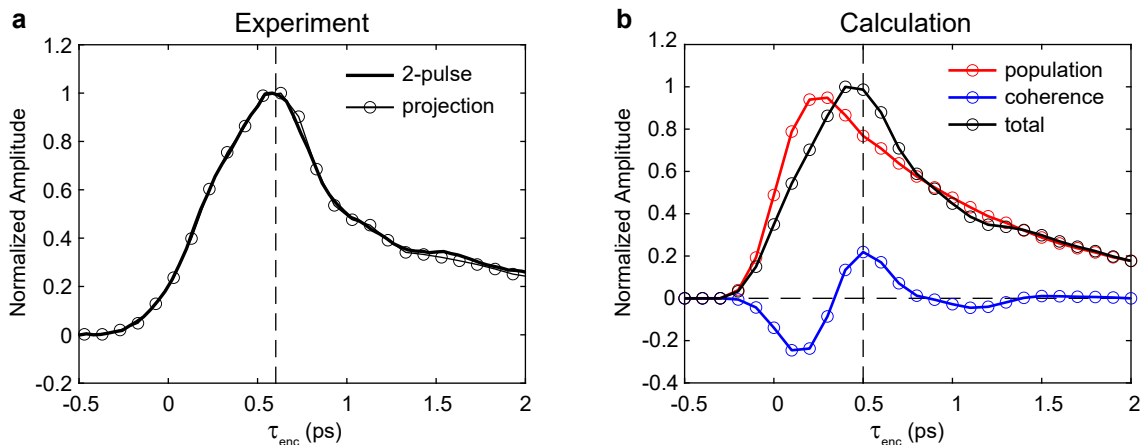 a
Experiment
1.2
1
0.8
0.6
0.4
0.2
0
-0.2
Normalized Amplitude
2-pulse
projection
-0.5
0
0.5
1
1.5
2
τenc (ps)
b
Calculation
1.2
1
0.8
0.6
0.4
0.2
0
-0.2
-0.4
Normalized Amplitude
population
coherence
total
-0.5
0
0.5
1
1.5
2
τenc (ps)